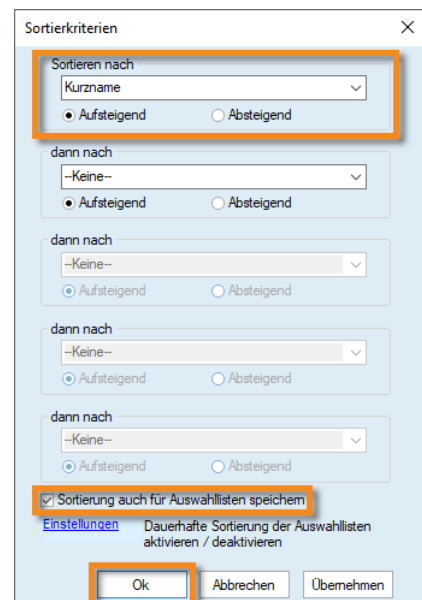 Sortierkriterien
Sortieren nach
Kurzname
Aufsteigend Absteigend
dann nach
--Keine--
Aufsteigend Absteigend
dann nach
--Keine--
Aufsteigend Absteigend
dann nach
--Keine--
Aufsteigend Absteigend
dann nach
--Keine--
Aufsteigend Absteigend
Sortierung auch für Auswahllisten speichern
Einstellungen Dauerhafte Sortierung der Auswahllisten
aktivieren / deaktivieren
Ok Abbrechen Übernehmen